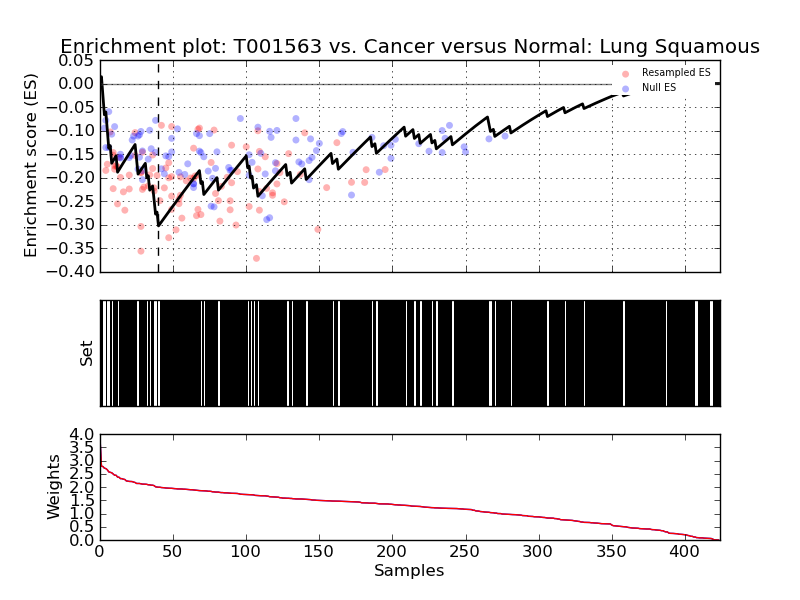 Enrichment plot: T001563 vs. Cancer versus Normal: Lung Squamous
Enrichment score (ES)
0.05
0.00
−0.05
−0.10
−0.15
−0.20
−0.25
−0.30
−0.35
−0.40
Resampled ES
Null ES
Set
Weights
4.0
3.5
3.0
2.5
2.0
1.5
1.0
0.5
0.0
0 50 100 150 200 250 300 350 400
Samples